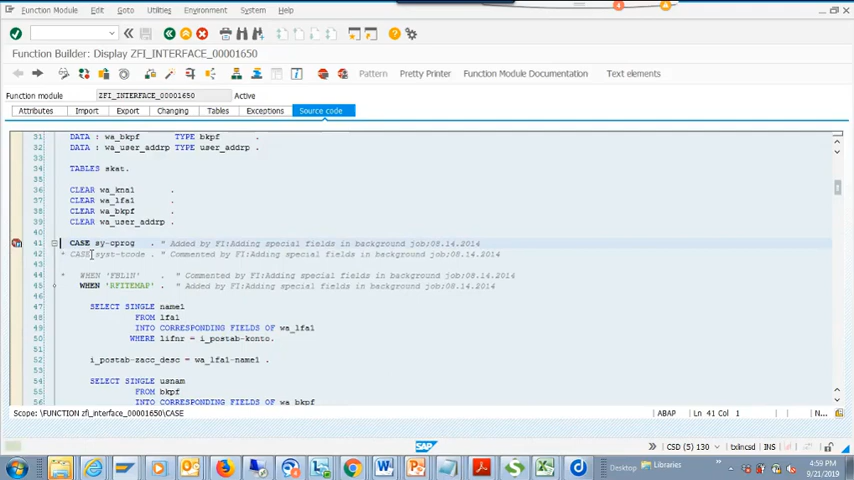 Function Module Edit Goto Utilities Environment System Help
Function Builder: Display ZFI_INTERFACE_00001650
Pattern Pretty Printer Function Module Documentation Text elements
Function module ZFI_INTERFACE_00001650 Active
Attributes Import Export Changing Tables Exceptions Source code
31 DATA : wa_bkpf TYPE bkpf .
32 DATA : wa_user_addrp TYPE user_addrp .
33
34 TABLES skat.
35
36 CLEAR wa_kna1 .
37 CLEAR wa_lfa1 .
38 CLEAR wa_bkpf .
39 CLEAR wa_user_addrp .
40
41 CASE sy-cprog . " Added by FI:Adding special fields in background job:08.14.2014
42 * CASE syst-tcode . " Commented by FI:Adding special fields in background job:08.14.2014
43
44 * WHEN 'FBL1N' . " Commented by FI:Adding special fields in background job:08.14.2014
45 WHEN 'RFITEMAP' . " Added by FI:Adding special fields in background job:08.14.2014
46
47 SELECT SINGLE name1
48 FROM lfa1
49 INTO CORRESPONDING FIELDS OF wa_lfa1
50 WHERE lifnr = i_postab-konto.
51
52 i_postab-zacc_desc = wa_lfa1-name1 .
53
54 SELECT SINGLE usnam
55 FROM bkpf
56 INTO CORRESPONDING FIELDS OF wa_bkpf
Scope: \FUNCTION zfi_interface_00001650\CASE ABAP Ln 41 Col 1 N...
SAP CSD (5) 130 txlncsd INS
Desktop Libraries 4:59 PM
9/21/2019